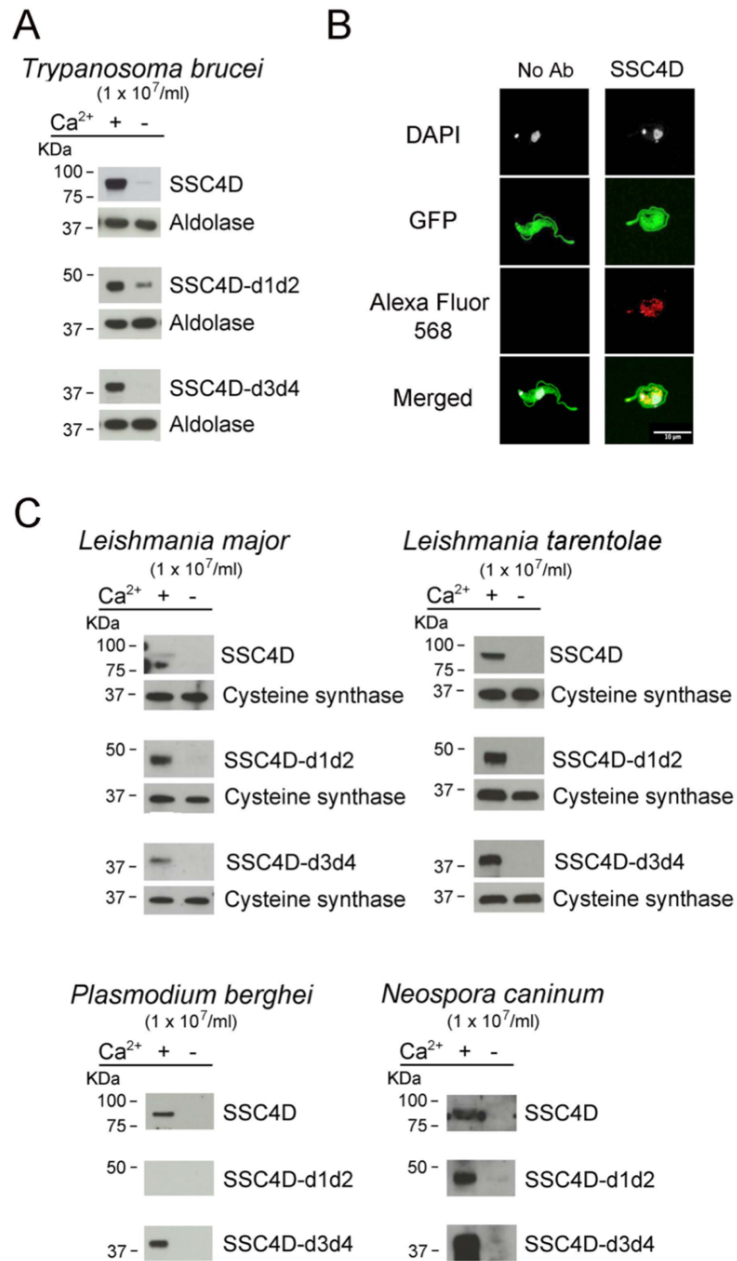 A
Trypanosoma brucei
(1 x 10⁷/ml)
Ca²⁺ + -
KDa
100 -
75 -
SSC4D
37 -
Aldolase
50 -
SSC4D-d1d2
37 -
Aldolase
37 -
SSC4D-d3d4
37 -
Aldolase
B
No Ab SSC4D
DAPI
GFP
Alexa Fluor
568
Merged
10 µm
C
Leishmania major
(1 x 10⁷/ml)
Ca²⁺ + -
KDa
100 -
75 -
SSC4D
37 -
Cysteine synthase
50 -
SSC4D-d1d2
37 -
Cysteine synthase
37 -
SSC4D-d3d4
37 -
Cysteine synthase
Leishmania tarentolae
(1 x 10⁷/ml)
Ca²⁺ + -
KDa
100 -
75 -
SSC4D
37 -
Cysteine synthase
50 -
SSC4D-d1d2
37 -
Cysteine synthase
37 -
SSC4D-d3d4
37 -
Cysteine synthase
Plasmodium berghei
(1 x 10⁷/ml)
Ca²⁺ + -
KDa
100 -
75 -
SSC4D
50 -
SSC4D-d1d2
37 -
SSC4D-d3d4
Neospora caninum
(1 x 10⁷/ml)
Ca²⁺ + -
KDa
100 -
75 -
SSC4D
50 -
SSC4D-d1d2
37 -
SSC4D-d3d4